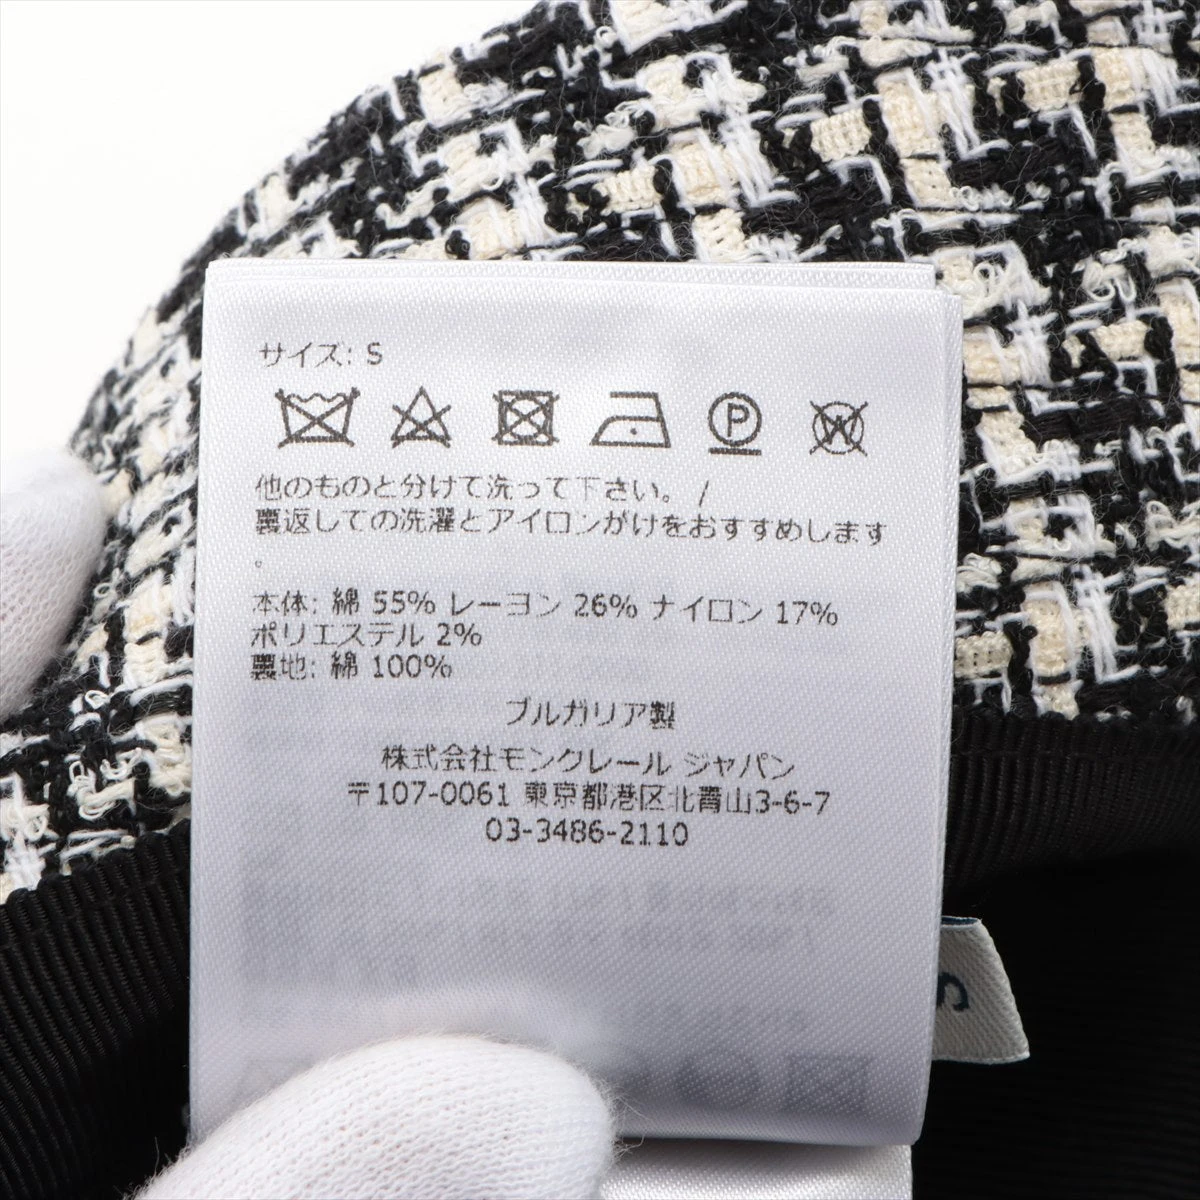 サイズ: S
P W
他のものと分けて洗って下さい。 /
裏返しての洗濯とアイロンがけをおすすめします
。
本体: 綿 55% レーヨン 26% ナイロン 17%
ポリエステル 2%
裏地: 綿 100%
ブルガリア製
株式会社モンクレール ジャパン
〒107-0061 東京都港区北青山3-6-7
03-3486-2110
S